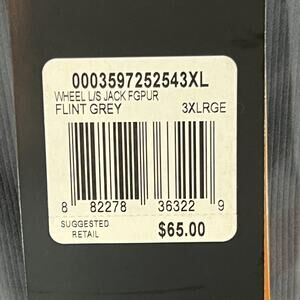 0003597252543XL
WHEEL L/S JACK FGPUR
FLINT GREY 3XLRGE
8 82278 36322 9
SUGGESTED
RETAIL $65.00